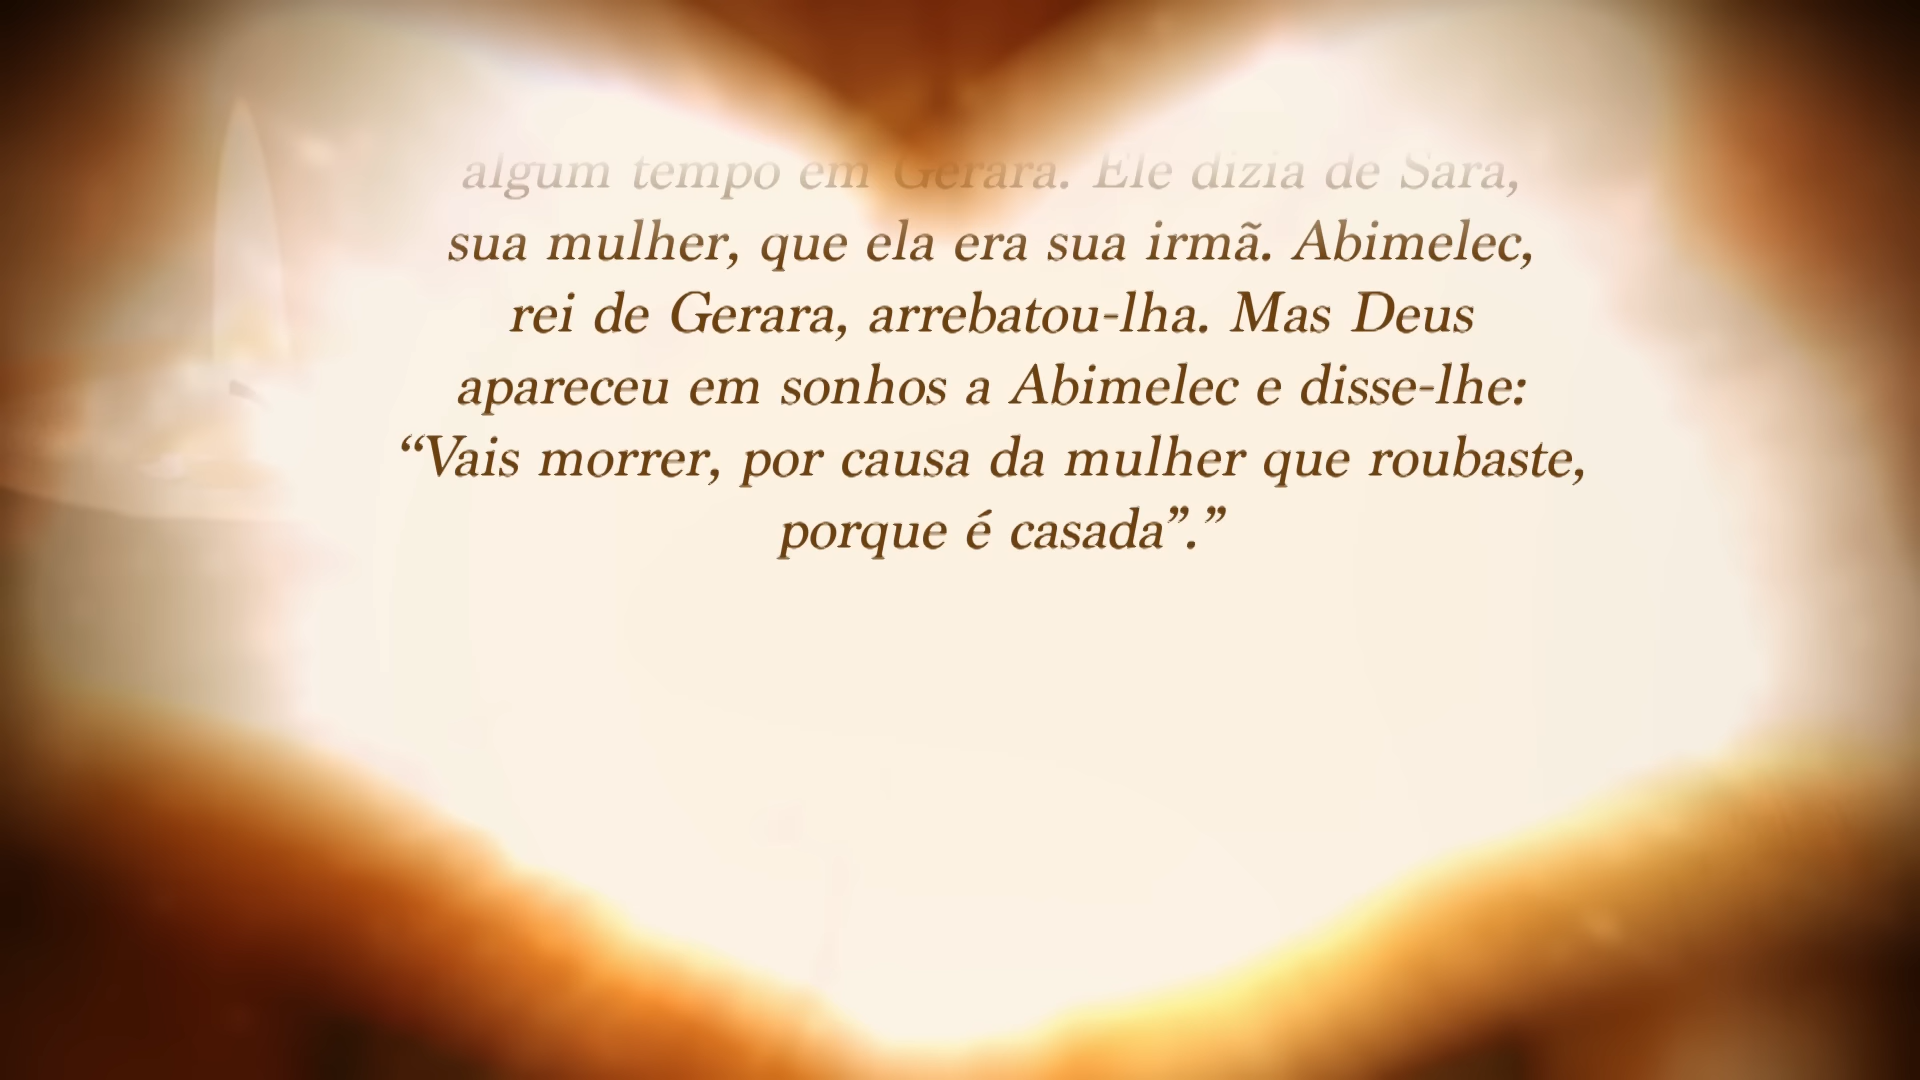 algum tempo em Gerara. Ele dizia de Sara,
sua mulher, que ela era sua irmã. Abimelec,
rei de Gerara, arrebatou-lha. Mas Deus
apareceu em sonhos a Abimelec e disse-lhe:
“Vais morrer, por causa da mulher que roubaste,
porque é casada”.”